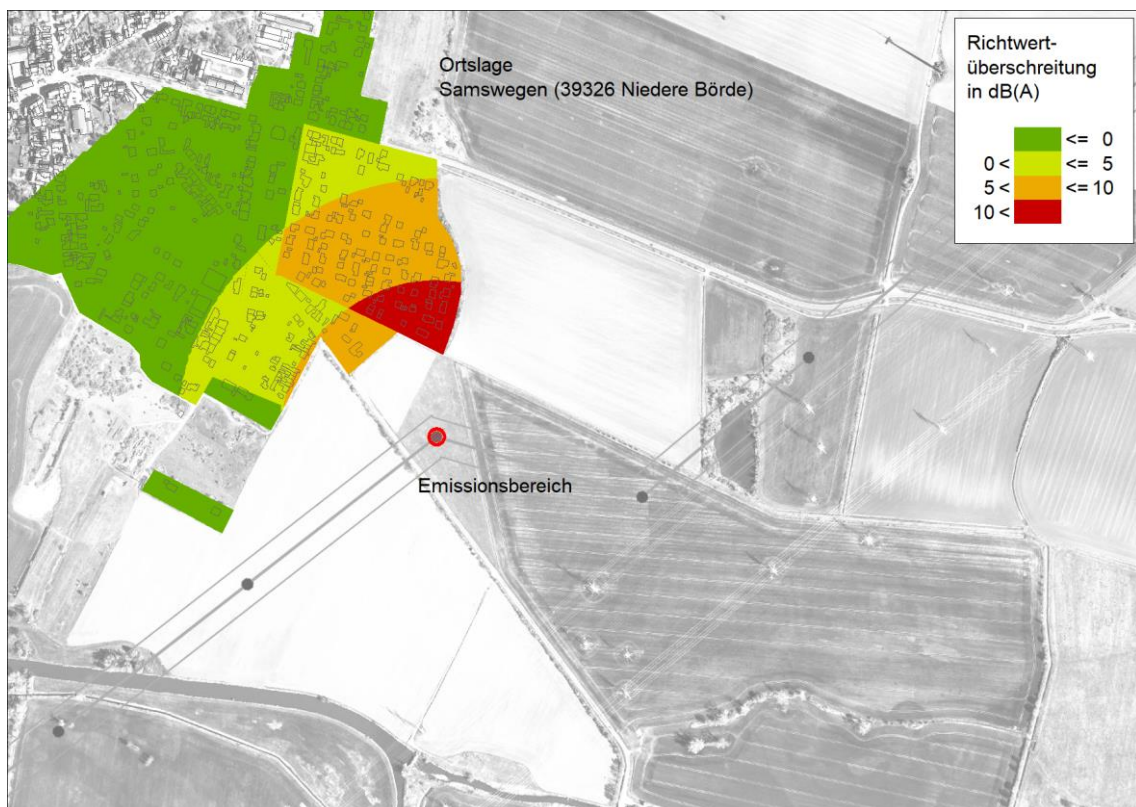 Ortslage
Samswegen (39326 Niedere Börde)
Richtwert-
überschreitung
in dB(A)
<= 0
0 < <= 5
5 < <= 10
10 <
Emissionsbereich